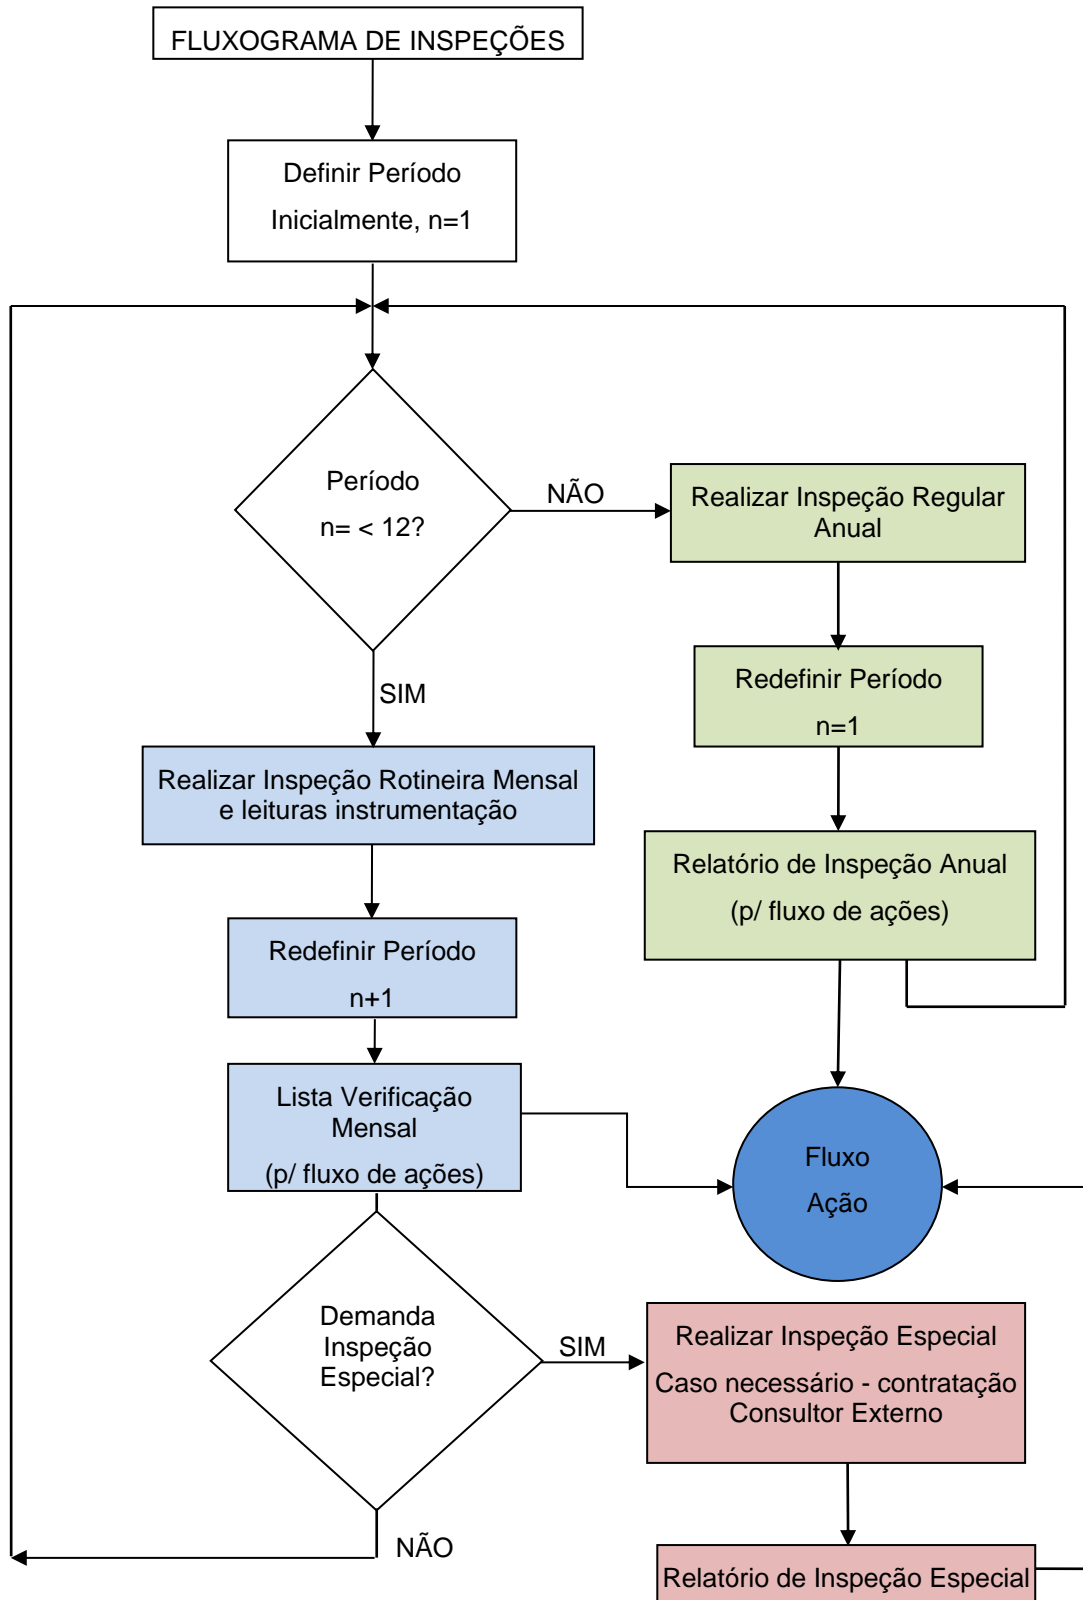 FLUXOGRAMA DE INSPEÇÕES
Definir Período
Inicialmente, n=1
Período
n= < 12?
NÃO
Realizar Inspeção Regular
Anual
Redefinir Período
n=1
Relatório de Inspeção Anual
(p/ fluxo de ações)
SIM
Realizar Inspeção Rotineira Mensal
e leituras instrumentação
Redefinir Período
n+1
Lista Verificação
Mensal
(p/ fluxo de ações)
Fluxo
Ação
Demanda
Inspeção
Especial?
SIM
Realizar Inspeção Especial
Caso necessário - contratação
Consultor Externo
NÃO
Relatório de Inspeção Especial